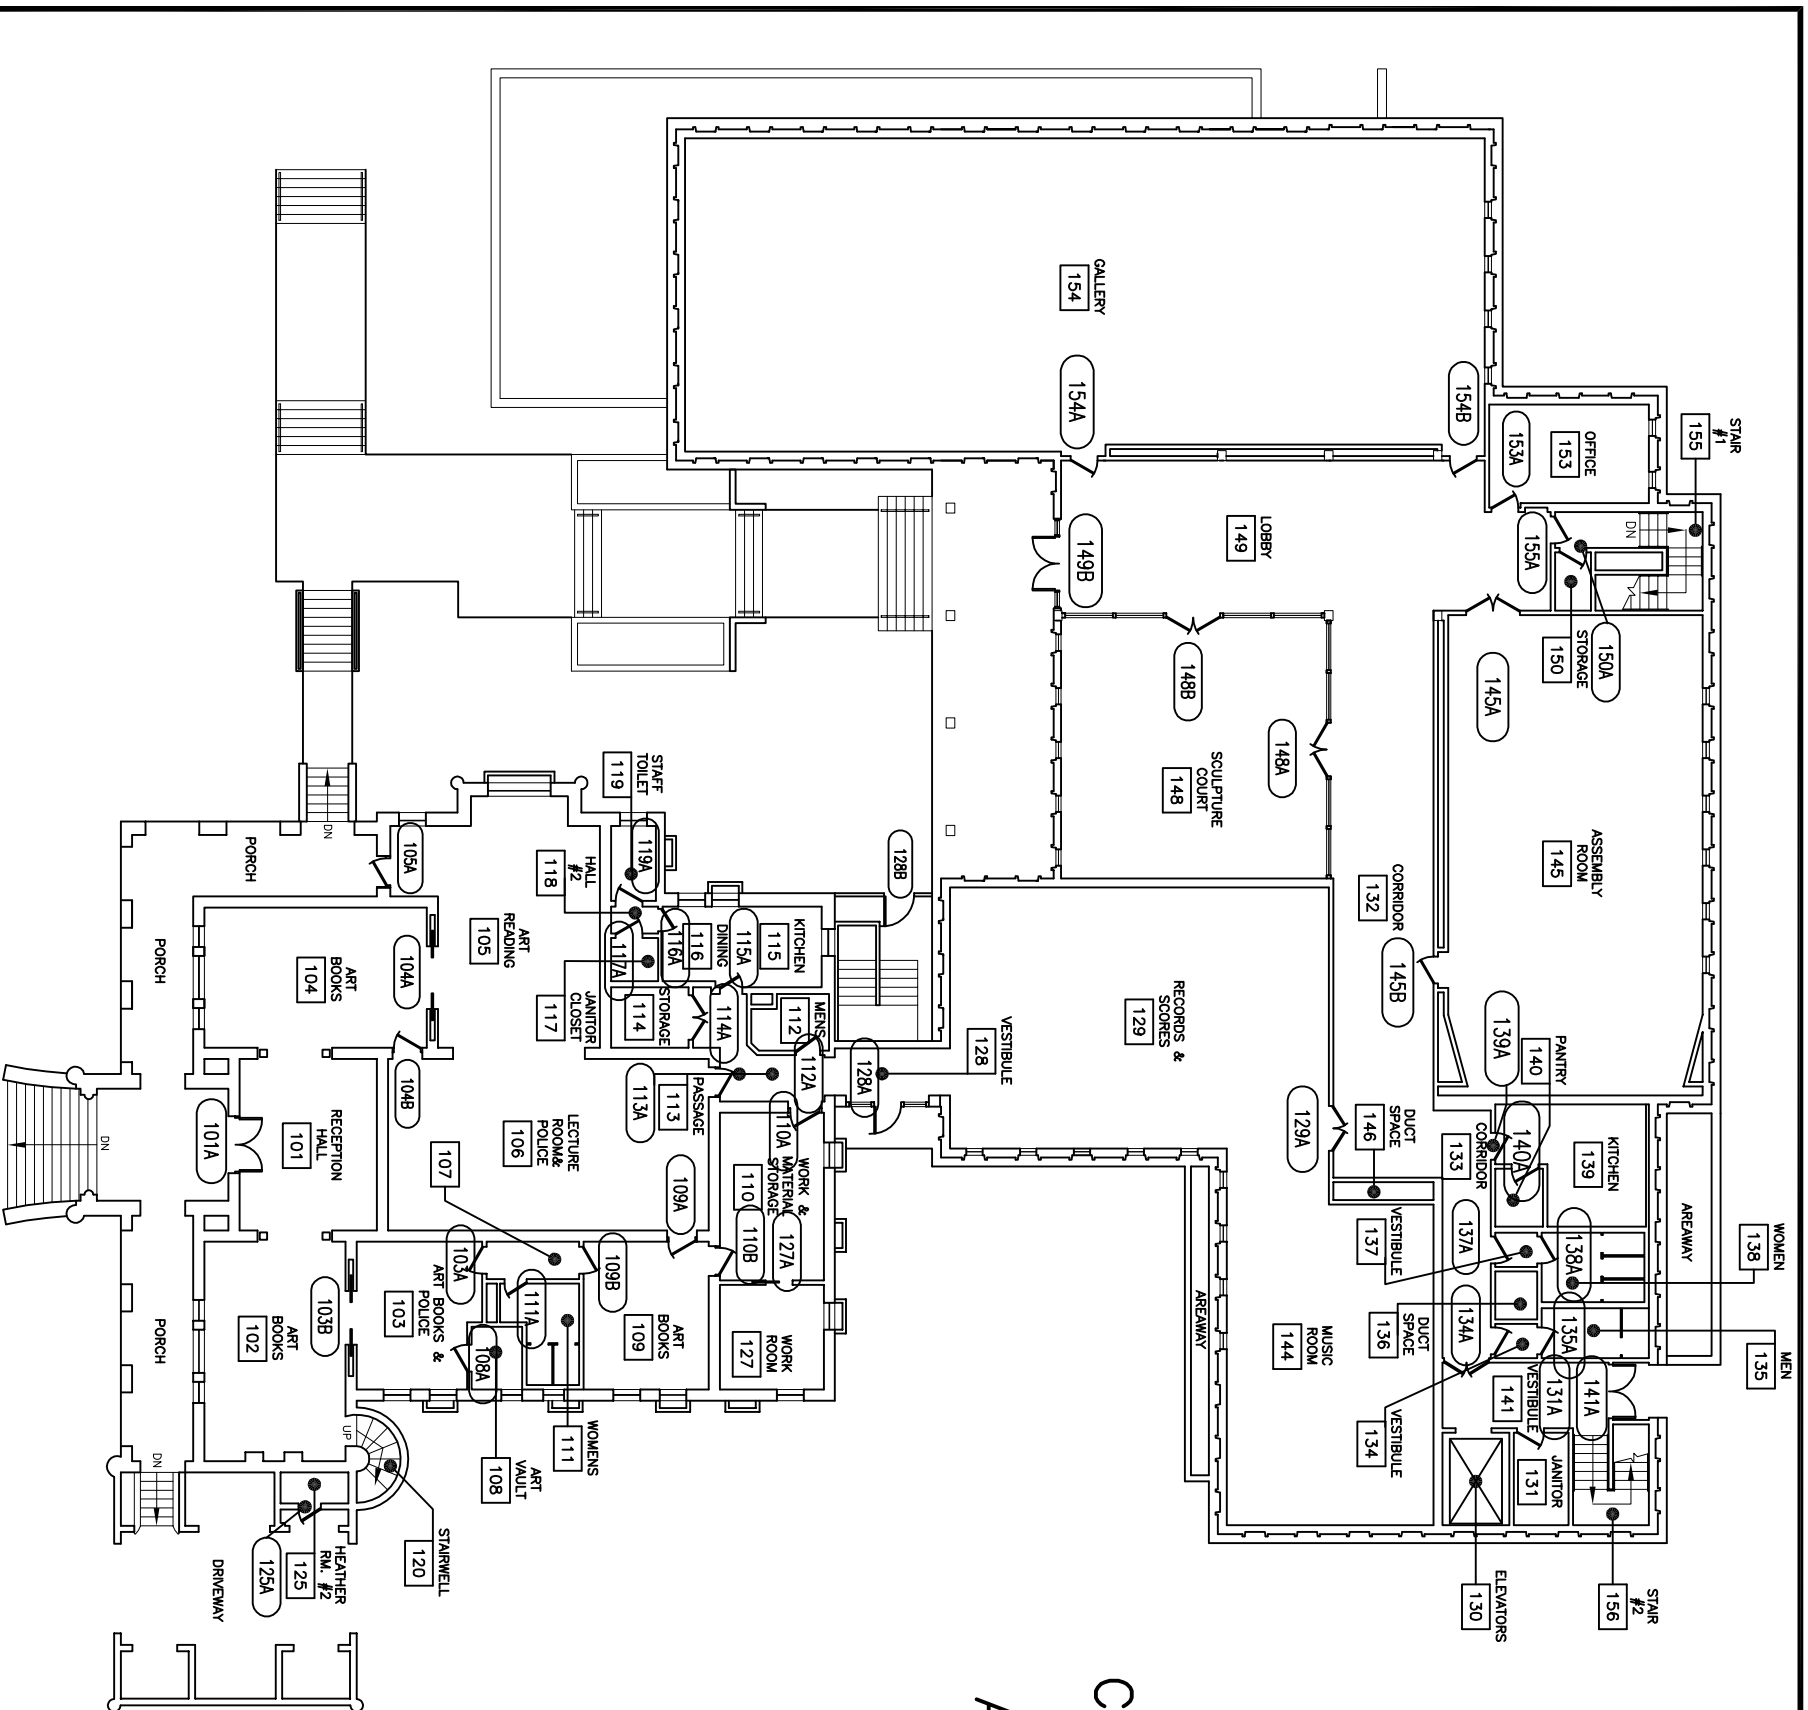 STAIR
#1
155
OFFICE
153
153A
154B
GALLERY
154
154A
155A
DN
STORAGE
150
150A
LOBBY
149
149B
145A
ASSEMBLY
ROOM
145
148B
148A
SCULPTURE
COURT
148
CORRIDOR
132
145B
STAFF
TOILET
119
119A
HALL
#2
118
128B
KITCHEN
115
115A
DINING
116
116A
117A
JANITOR
CLOSET
117
STORAGE
114
114A
MENS
112
112A
128A
VESTIBULE
128
RECORDS &
SCORES
129
129A
139A
PANTRY
140
140A
KITCHEN
139
DUCT
SPACE
146
CORRIDOR
133
AREAWAY
WOMEN
138
138A
137A
VESTIBULE
137
DUCT
SPACE
136
134A
135A
MEN
135
VESTIBULE
134
MUSIC
ROOM
144
AREAWAY
VESTIBULE
141
131A
141A
JANITOR
131
STAIR
#2
156
ELEVATORS
130
DN
105A
PORCH
PORCH
ART
READING
105
ART
BOOKS
104
104A
104B
PASSAGE
113
113A
110A
WORK &
MATERIAL
STORAGE
110
110B
127A
WORK
ROOM
127
LECTURE
ROOM&
POLICE
106
107
109A
109B
ART
BOOKS
109
RECEPTION
HALL
101
101A
DN
103A
ART BOOKS &
POLICE
103
103B
ART
BOOKS
102
PORCH
111A
108A
WOMENS
111
ART
VAULT
108
UP
DN
STAIRWELL
120
HEATHER
RM. #2
125
125A
DRIVEWAY
C